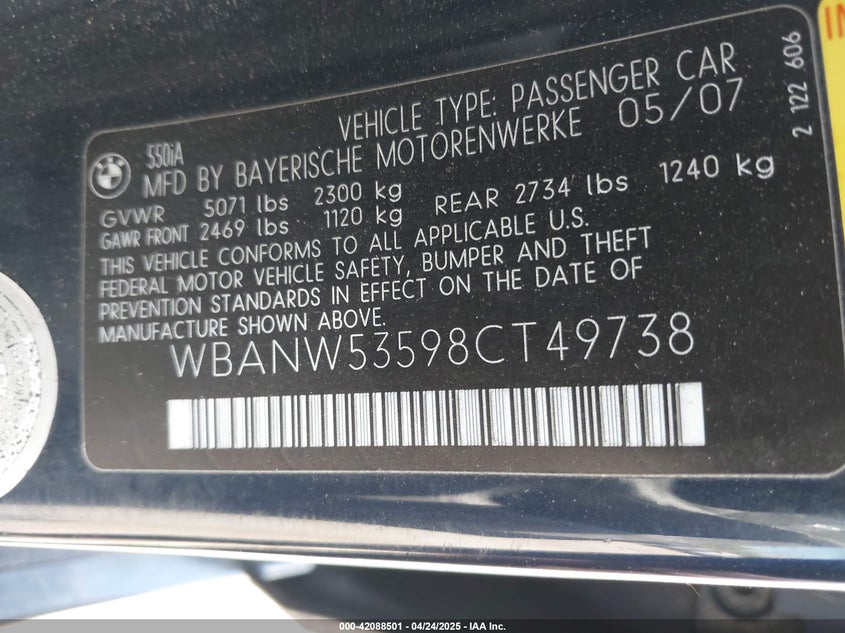 550iA
VEHICLE TYPE: PASSENGER CAR
MFD BY BAYERISCHE MOTORENWERKE 05/07
GVWR 5071 lbs 2300 kg
GAWR FRONT 2469 lbs 1120 kg REAR 2734 lbs 1240 kg
THIS VEHICLE CONFORMS TO ALL APPLICABLE U.S.
FEDERAL MOTOR VEHICLE SAFETY, BUMPER AND THEFT
PREVENTION STANDARDS IN EFFECT ON THE DATE OF
MANUFACTURE SHOWN ABOVE.
WBANW53598CT49738
2 122 606
000-42088501 - 04/24/2025 - IAA Inc.